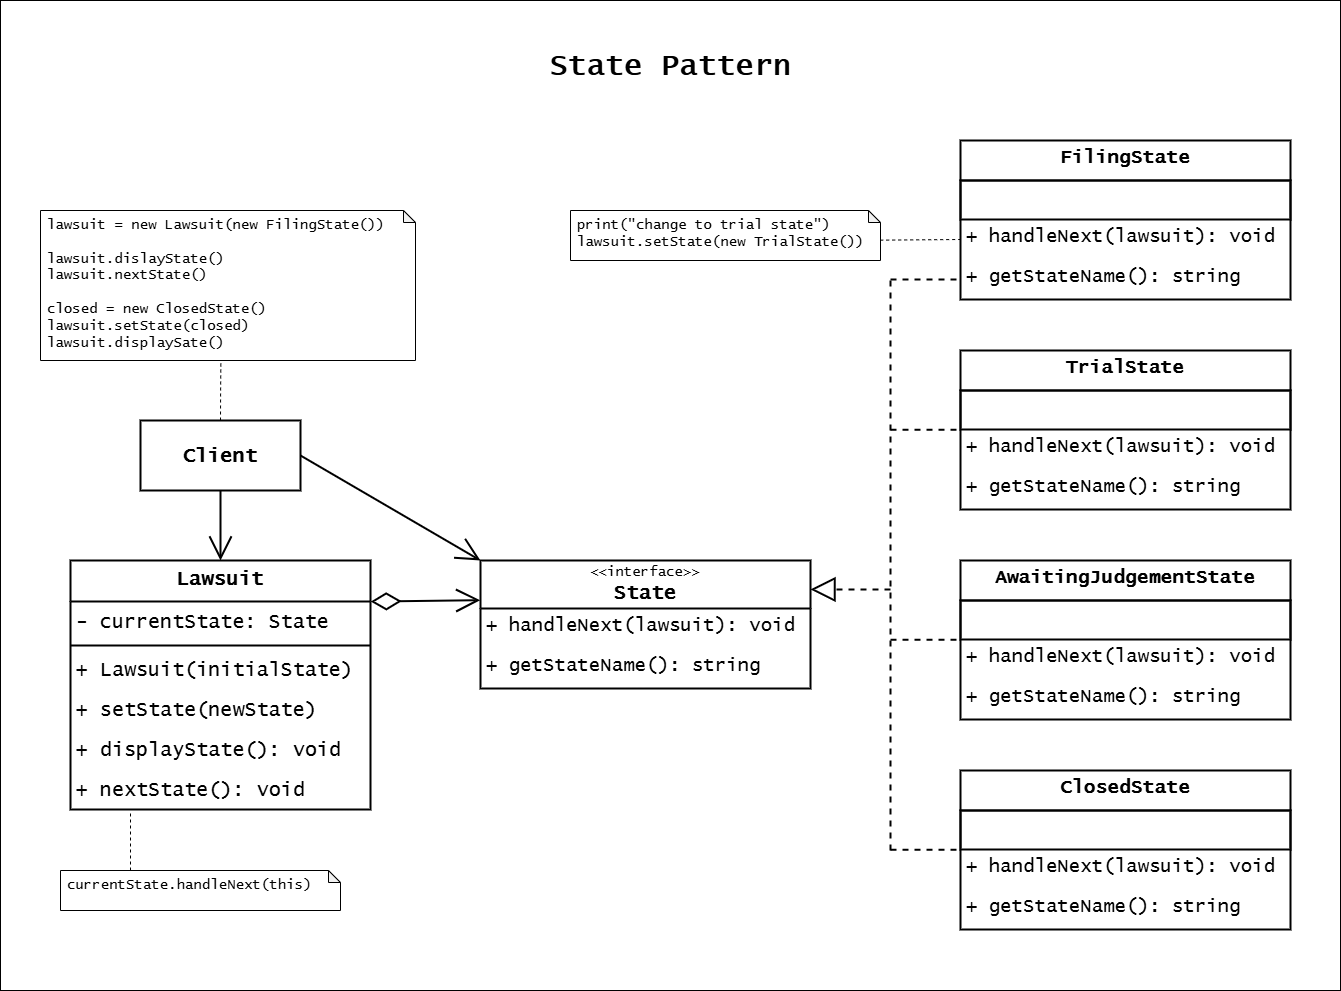 State Pattern
lawsuit = new Lawsuit(new FilingState())
lawsuit.dislayState()
lawsuit.nextState()
closed = new ClosedState()
lawsuit.setState(closed)
lawsuit.displaySate()
Client
Lawsuit
- currentState: State
+ Lawsuit(initialState)
+ setState(newState)
+ displayState(): void
+ nextState(): void
currentState.handleNext(this)
<<interface>>
State
+ handleNext(lawsuit): void
+ getStateName(): string
print("change to trial state")
lawsuit.setState(new TrialState())
FilingState
+ handleNext(lawsuit): void
+ getStateName(): string
TrialState
+ handleNext(lawsuit): void
+ getStateName(): string
AwaitingJudgementState
+ handleNext(lawsuit): void
+ getStateName(): string
ClosedState
+ handleNext(lawsuit): void
+ getStateName(): string